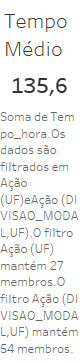 Tempo
Médio
135,6
Soma de Tem
po_hora.Os
dados são
filtrados em
Ação
(UF)eAção (DI
VISAO_MODA
L,UF).O filtro
Ação (UF)
mantém 27
membros.O
filtro Ação (DI
VISAO_MODA
L,UF) mantém
54 membros.